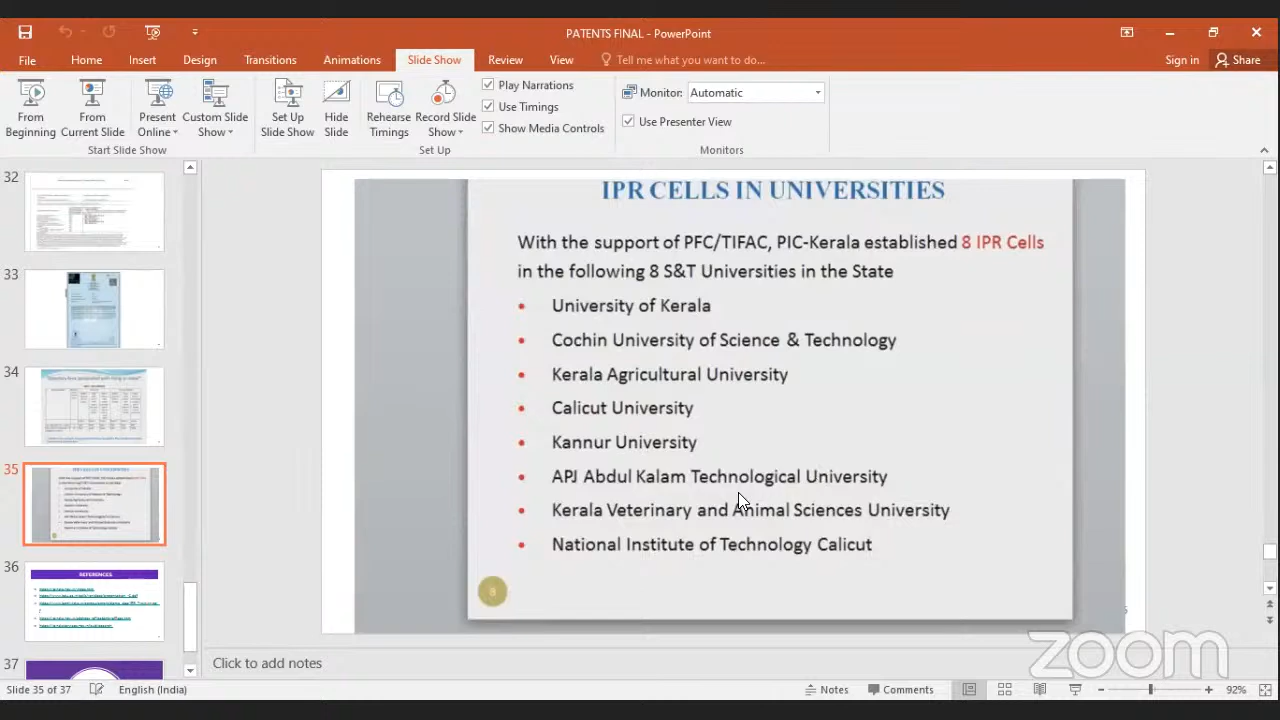 PATENTS FINAL - PowerPoint
File Home Insert Design Transitions Animations Slide Show Review View Tell me what you want to do... Sign in Share
From Beginning
From Current Slide
Present Online
Custom Slide Show
Start Slide Show
Set Up Slide Show
Hide Slide
Rehearse Timings
Record Slide Show
Play Narrations
Use Timings
Show Media Controls
Set Up
Monitor: Automatic
Use Presenter View
Monitors
32
33
34
35
36
REFERENCES
37
IPR CELLS IN UNIVERSITIES
With the support of PFC/TIFAC, PIC-Kerala established 8 IPR Cells
in the following 8 S&T Universities in the State
• University of Kerala
• Cochin University of Science & Technology
• Kerala Agricultural University
• Calicut University
• Kannur University
• APJ Abdul Kalam Technological University
• Kerala Veterinary and Animal Sciences University
• National Institute of Technology Calicut
zoom
Click to add notes
Slide 35 of 37 English (India) Notes Comments 92%